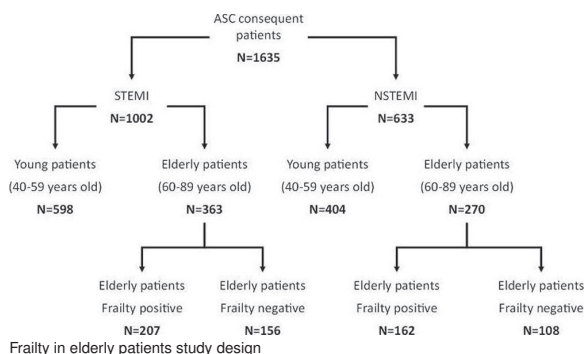 ASC consequent
patients
N=1635
STEMI
N=1002
NSTEMI
N=633
Young patients
(40-59 years old)
N=598
Elderly patients
(60-89 years old)
N=363
Young patients
(40-59 years old)
N=404
Elderly patients
(60-89 years old)
N=270
Elderly patients
Frailty positive
N=207
Elderly patients
Frailty negative
N=156
Elderly patients
Frailty positive
N=162
Elderly patients
Frailty negative
N=108
Frailty in elderly patients study design